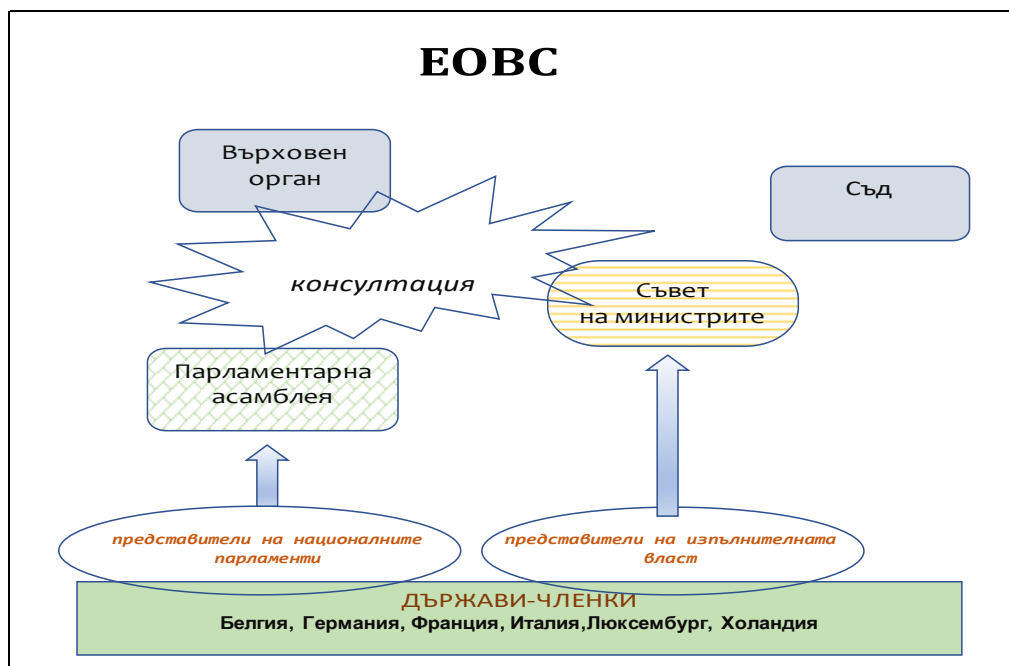 ЕОВС
Върховен
орган
Съд
консултация
Съвет
на министрите
Парламентарна
асамблея
представители на националните
парламенти
представители на изпълнителната
власт
ДЪРЖАВИ-ЧЛЕНКИ
Белгия, Германия, Франция, Италия,Люксембург, Холандия